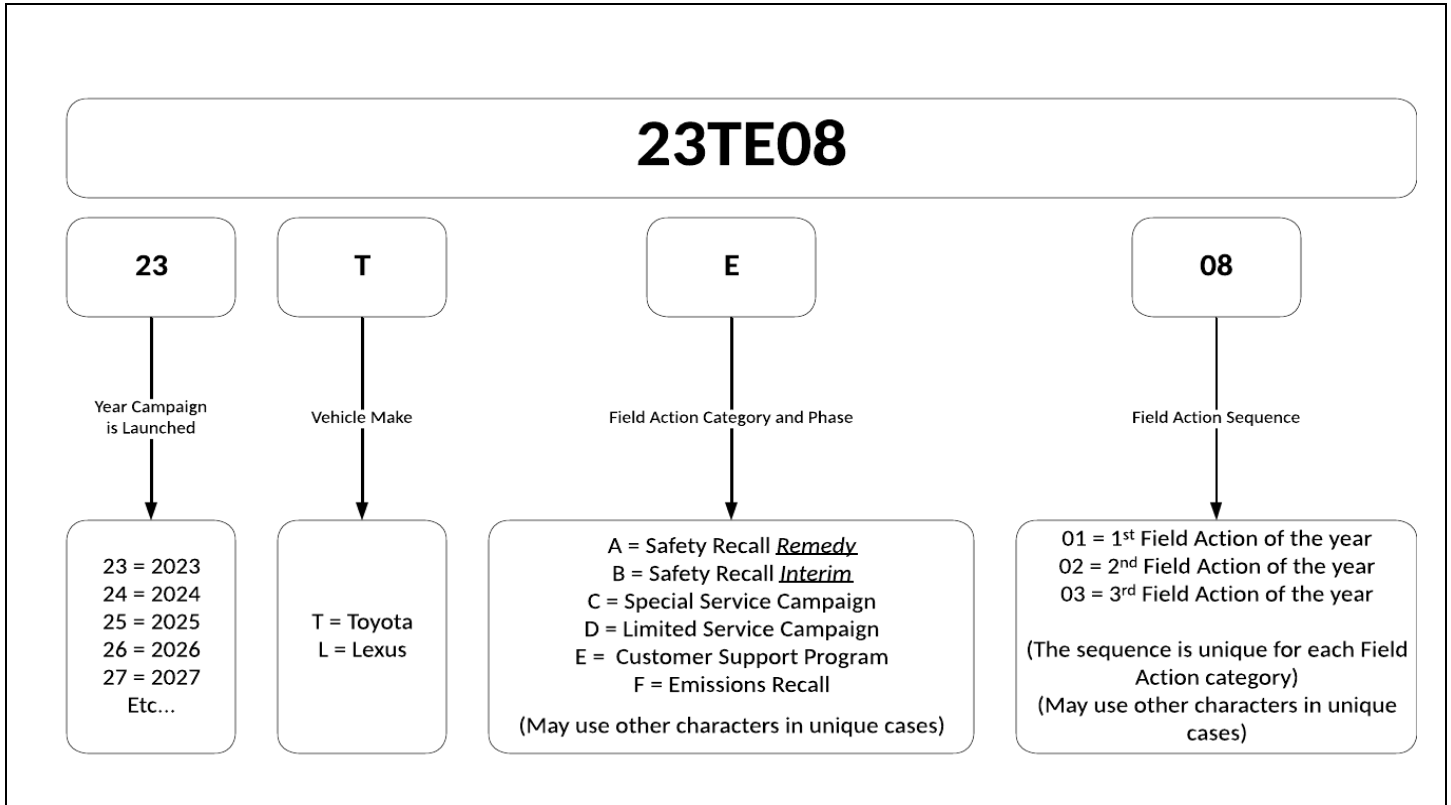 23TE08
23
T
E
08
Year Campaign
is Launched
Vehicle Make
Field Action Category and Phase
Field Action Sequence
23 = 2023
24 = 2024
25 = 2025
26 = 2026
27 = 2027
Etc...
T = Toyota
L = Lexus
A = Safety Recall Remedy
B = Safety Recall Interim
C = Special Service Campaign
D = Limited Service Campaign
E =  Customer Support Program
F = Emissions Recall
(May use other characters in unique cases)
01 = 1st Field Action of the year
02 = 2nd Field Action of the year
03 = 3rd Field Action of the year
(The sequence is unique for each Field
Action category)
(May use other characters in unique
cases)